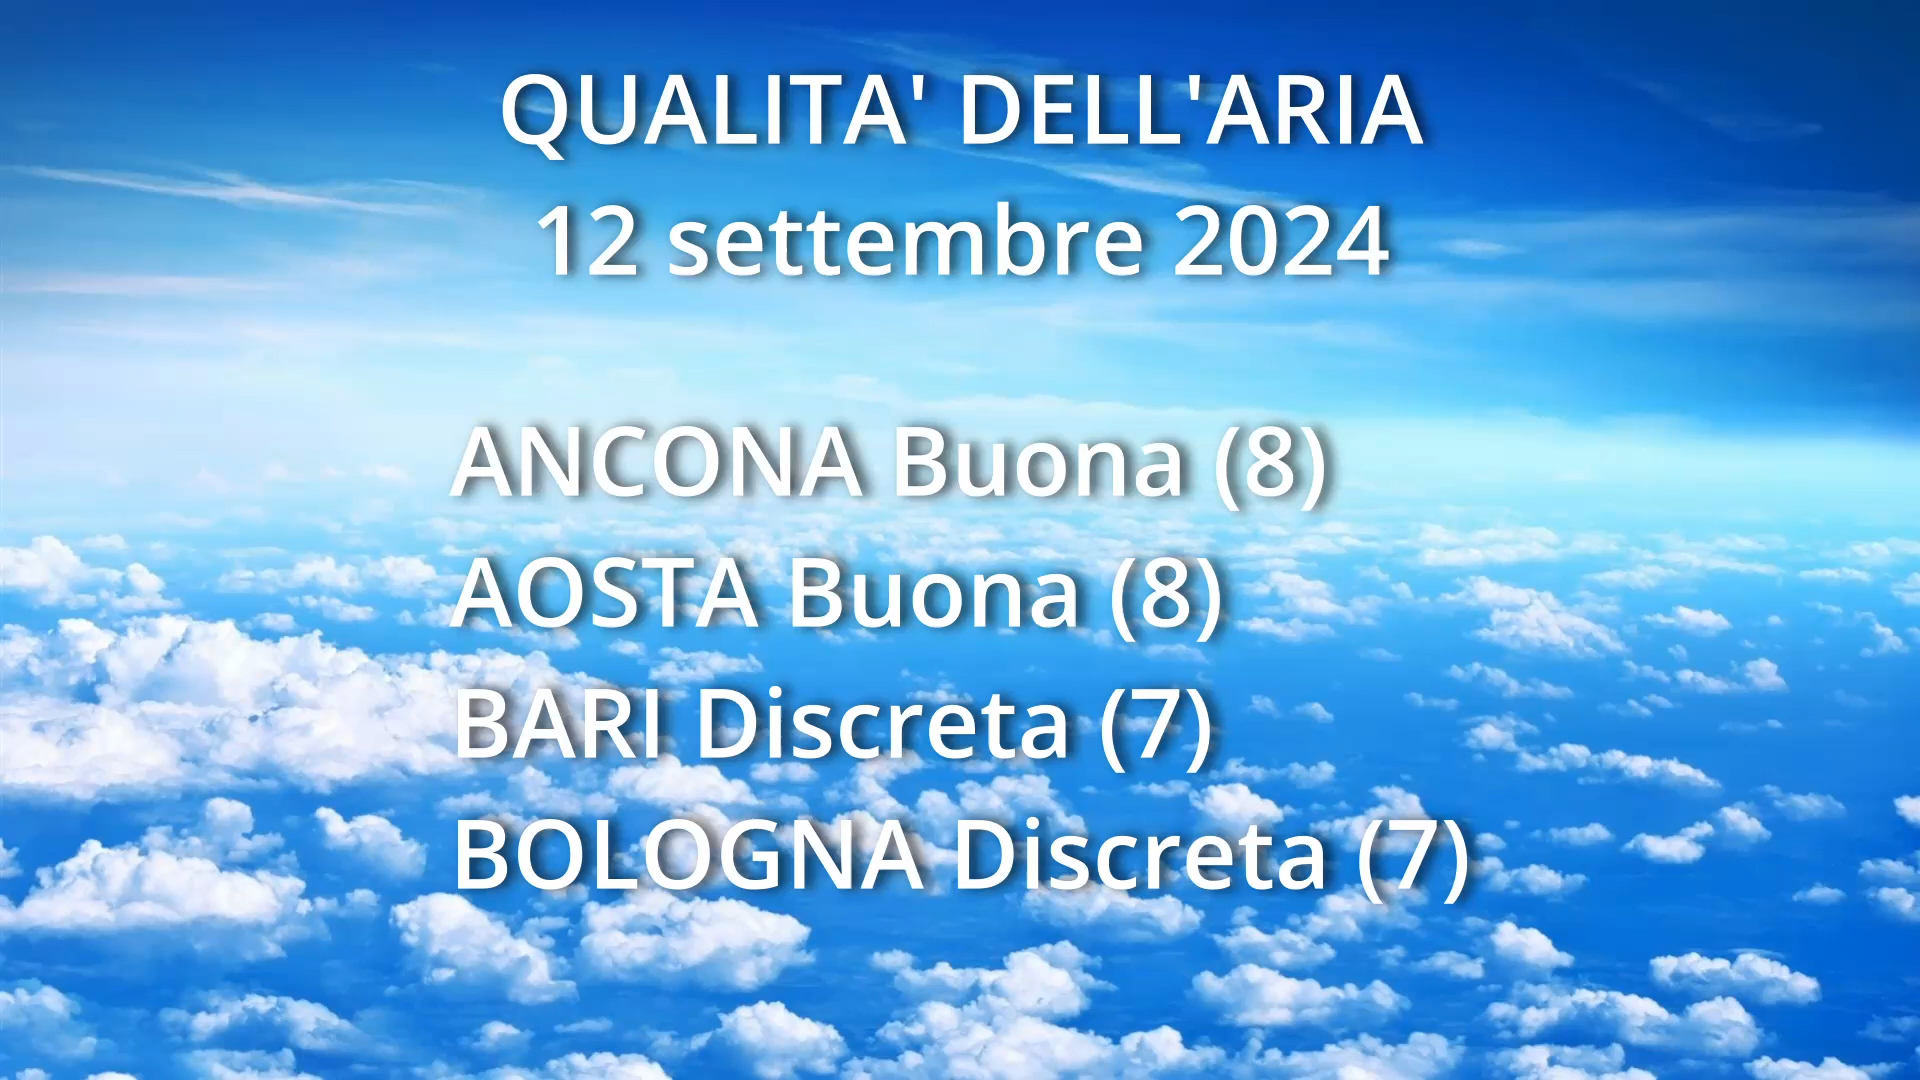 QUALITA' DELL'ARIA
12 settembre 2024
ANCONA Buona (8)
AOSTA Buona (8)
BARI Discreta (7)
BOLOGNA Discreta (7)